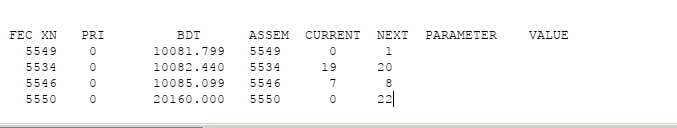 FEC XN PRI BDT ASSEM CURRENT NEXT PARAMETER VALUE
5549 0 10081.799 5549 0 1
5534 0 10082.440 5534 19 20
5546 0 10085.099 5546 7 8
5550 0 20160.000 5550 0 22